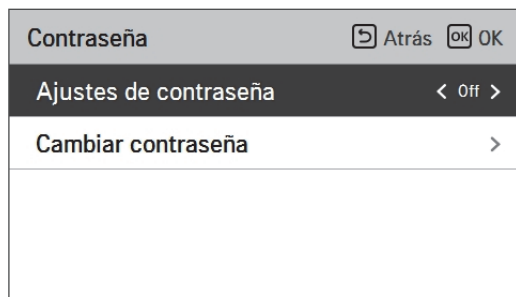 Contraseña Atrás OK OK
Ajustes de contraseña < Off >
Cambiar contraseña >